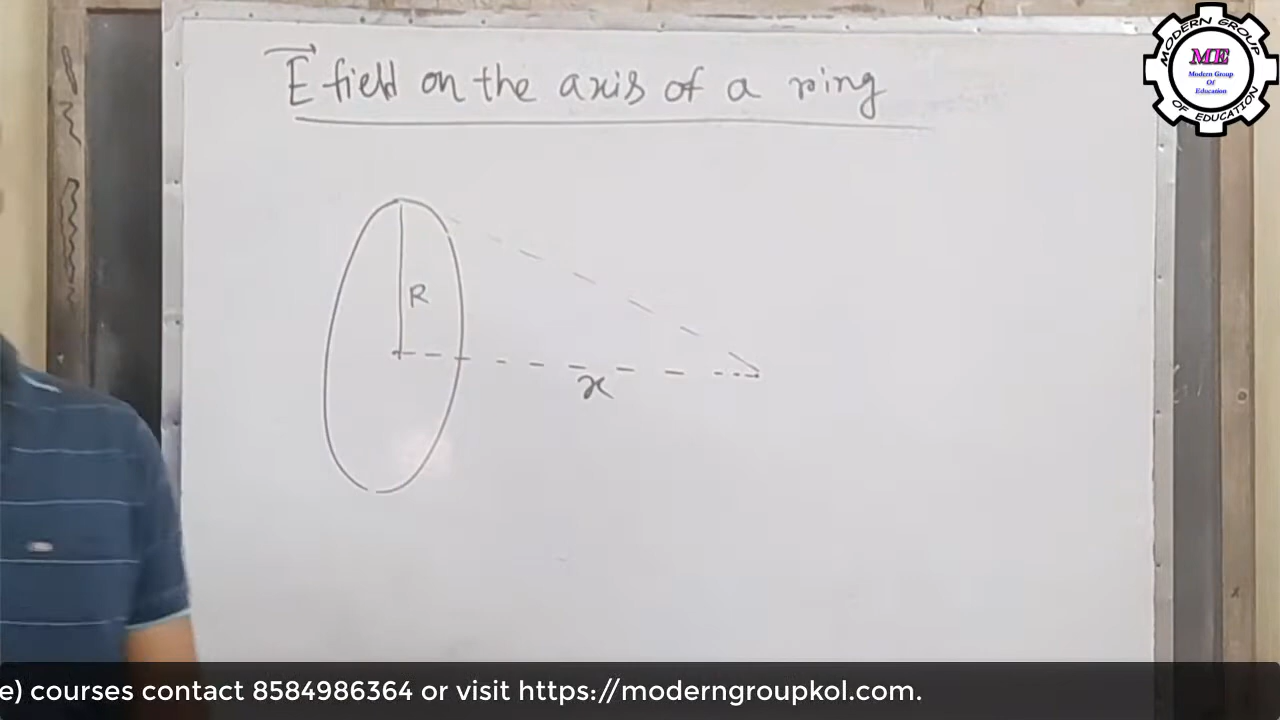 E field on the axis of a ring
R
x
MODERN GROUP
ME
Modern Group
Of
Education
OF EDUCATION
e) courses contact 8584986364 or visit https://moderngroupkol.com.